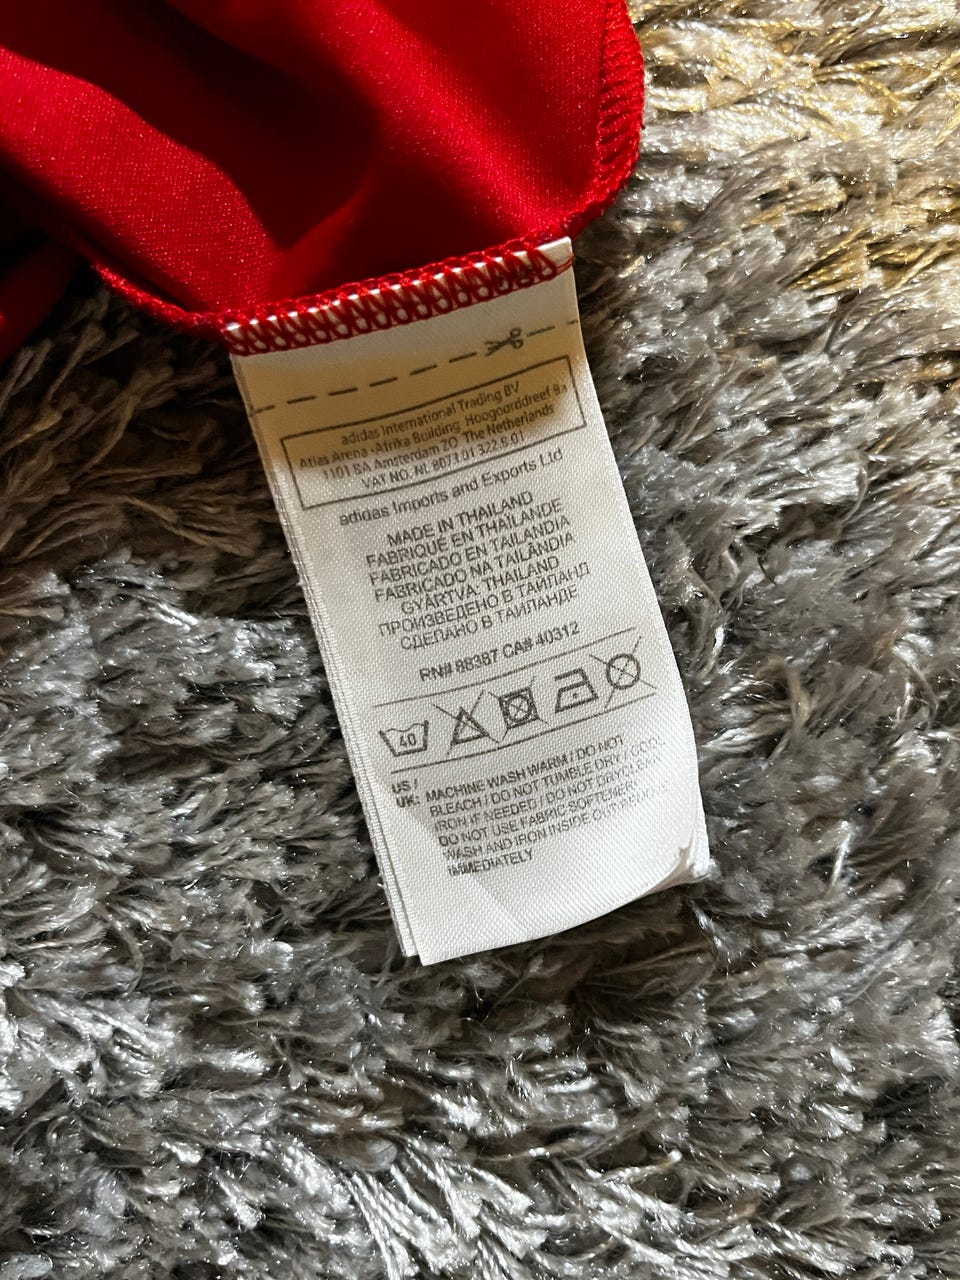 adidas International Trading BV
Atlas Arena -Afrika Building Hoogoorddreef 9a
1101 BA Amsterdam ZO The Netherlands
VAT NO. NL 8073.01.322.B.01
adidas Imports and Exports Ltd
MADE IN THAILAND
FABRIQUÉ EN THAÏLANDE
FABRICADO EN TAILANDIA
FABRICADO NA TAILÂNDIA
GYÁRTVA: THAILAND
ПРОИЗВЕДЕНО В ТАЙЛАНД
СДЕЛАНО В ТАИЛАНДЕ
RN# 88387 CA# 40312
40
US /
UK: MACHINE WASH WARM / DO NOT
BLEACH / DO NOT TUMBLE DRY / COOL
IRON IF NEEDED / DO NOT DRYCLEAN
DO NOT USE FABRIC SOFTENER
WASH AND IRON INSIDE OUT REMOVE
IMMEDIATELY